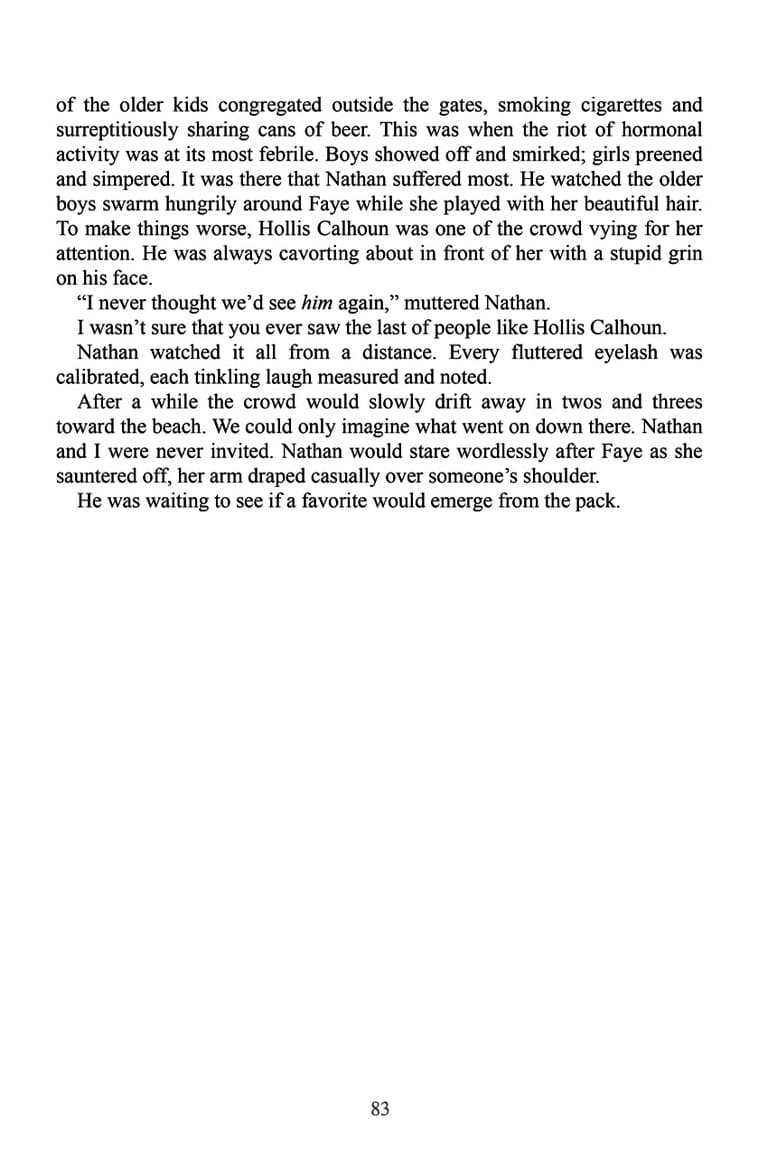 of the older kids congregated outside the gates, smoking cigarettes and
surreptitiously sharing cans of beer. This was when the riot of hormonal
activity was at its most febrile. Boys showed off and smirked; girls preened
and simpered. It was there that Nathan suffered most. He watched the older
boys swarm hungrily around Faye while she played with her beautiful hair.
To make things worse, Hollis Calhoun was one of the crowd vying for her
attention. He was always cavorting about in front of her with a stupid grin
on his face.
“I never thought we’d see him again,” muttered Nathan.
I wasn’t sure that you ever saw the last of people like Hollis Calhoun.
Nathan watched it all from a distance. Every fluttered eyelash was
calibrated, each tinkling laugh measured and noted.
After a while the crowd would slowly drift away in twos and threes
toward the beach. We could only imagine what went on down there. Nathan
and I were never invited. Nathan would stare wordlessly after Faye as she
sauntered off, her arm draped casually over someone’s shoulder.
He was waiting to see if a favorite would emerge from the pack.
83